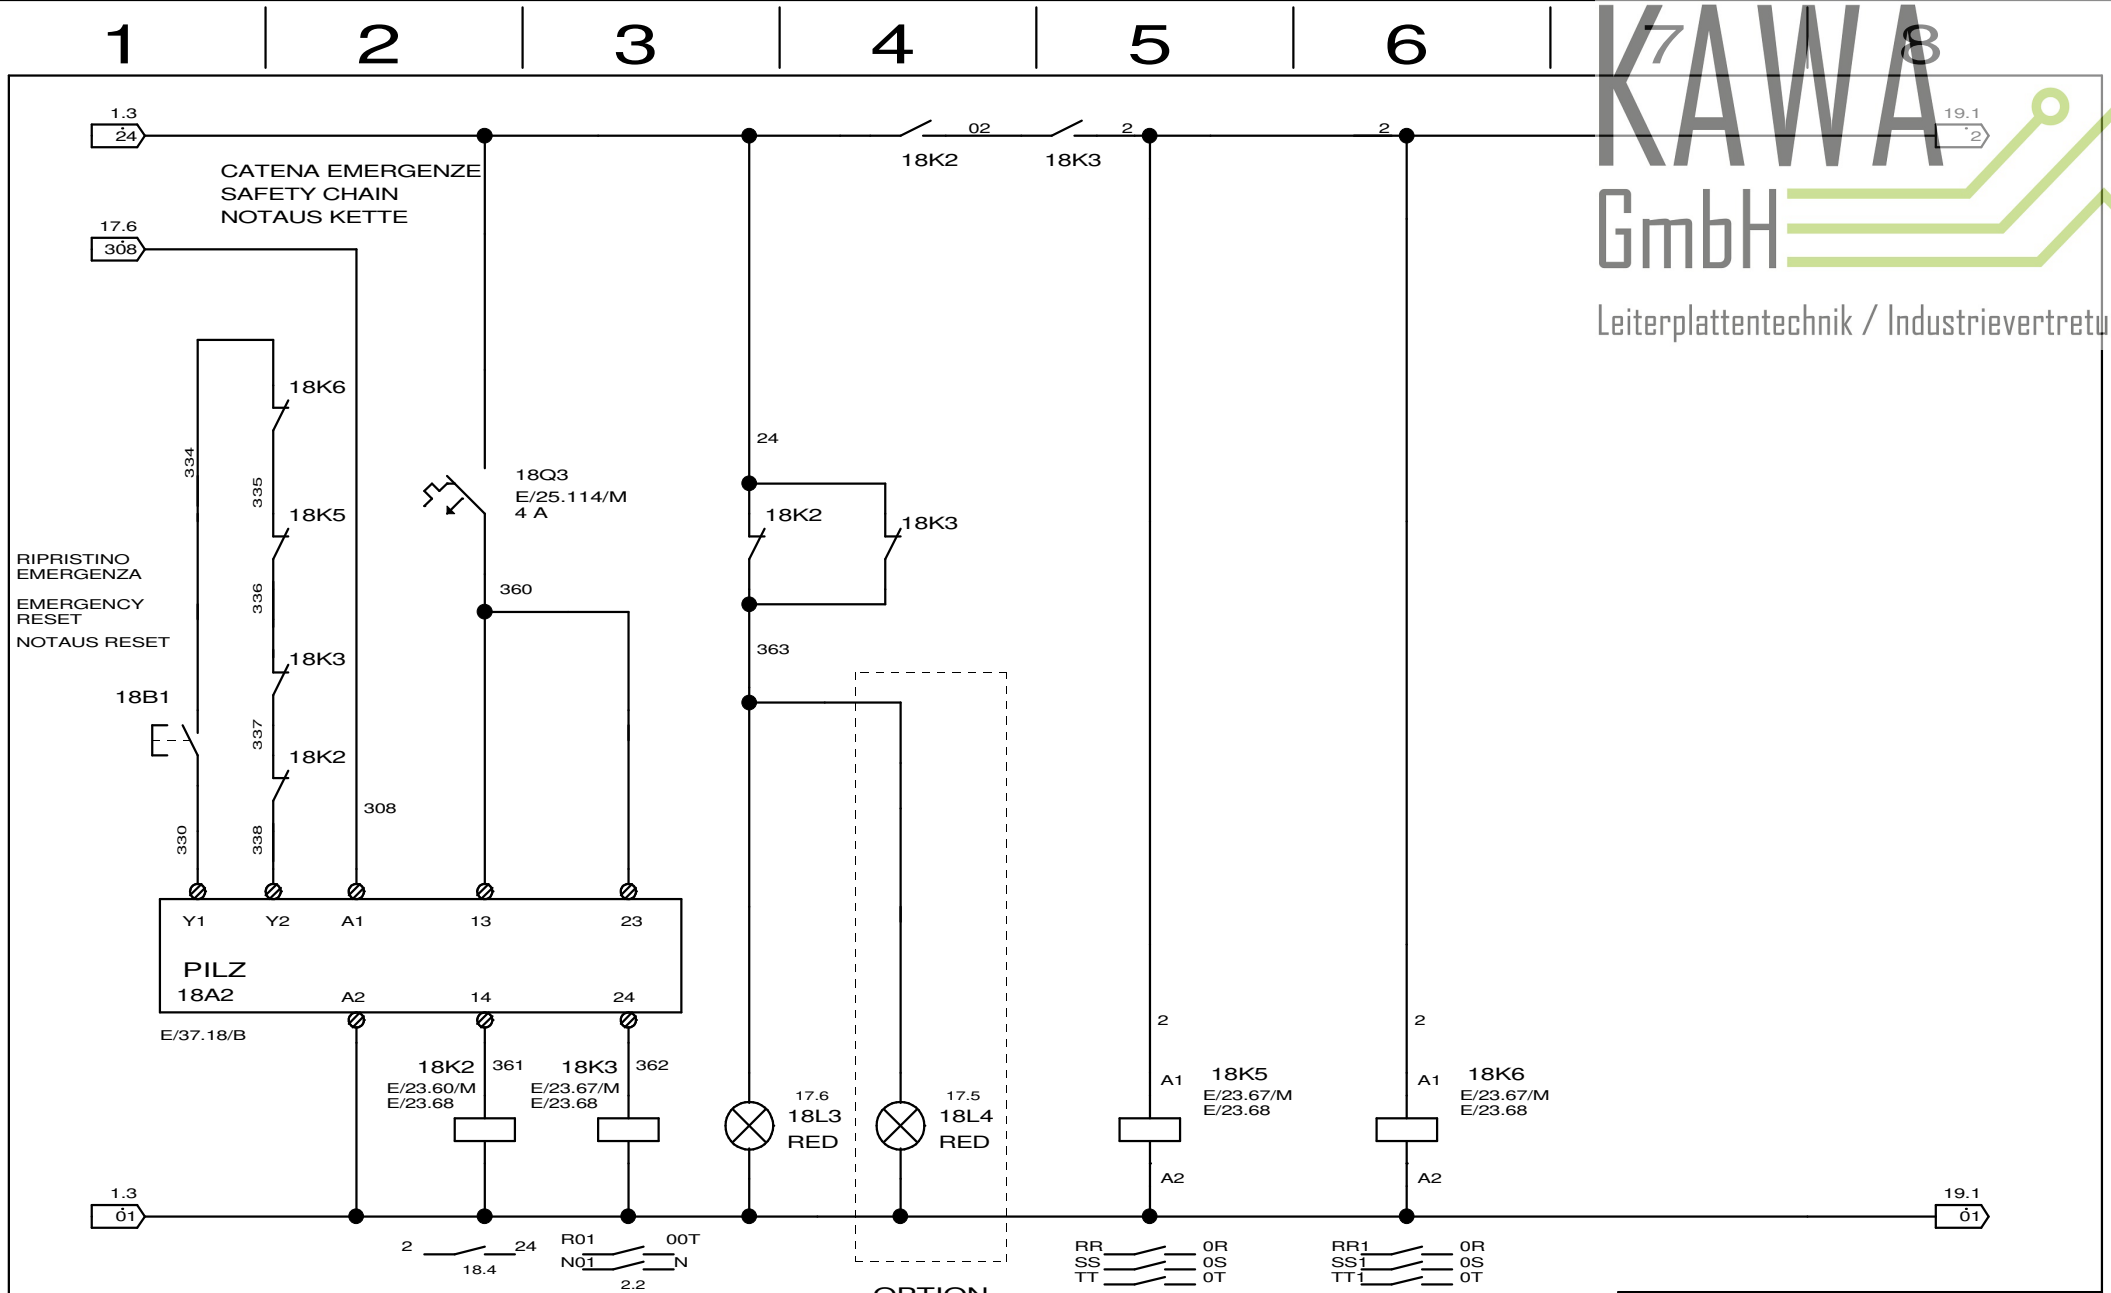 1 2 3 4 5 6 7 8
KAWA
GmbH
Leiterplattentechnik / Industrievertretu
1.3
24
CATENA EMERGENZE
SAFETY CHAIN
NOTAUS KETTE
18K2
02
18K3
2
2
19.1
2
17.6
308
18K6
334
335
18K5
336
18K3
337
18K2
338
330
308
RIPRISTINO
EMERGENZA
EMERGENCY
RESET
NOTAUS RESET
18B1
18Q3
E/25.114/M
4 A
360
24
18K2
18K3
363
Y1 Y2 A1 13 23
PILZ
18A2
A2 14 24
E/37.18/B
18K2 361
E/23.60/M
E/23.68
18K3 362
E/23.67/M
E/23.68
17.6
18L3
RED
17.5
18L4
RED
2
A1 18K5
E/23.67/M
E/23.68
A2
2
A1 18K6
E/23.67/M
E/23.68
A2
1.3
01
19.1
01
2 24
18.4
R01 00T
N01 N
2.2
OPTION
RR 0R
SS 0S
TT 0T
RR1 0R
SS1 0S
TT1 0T